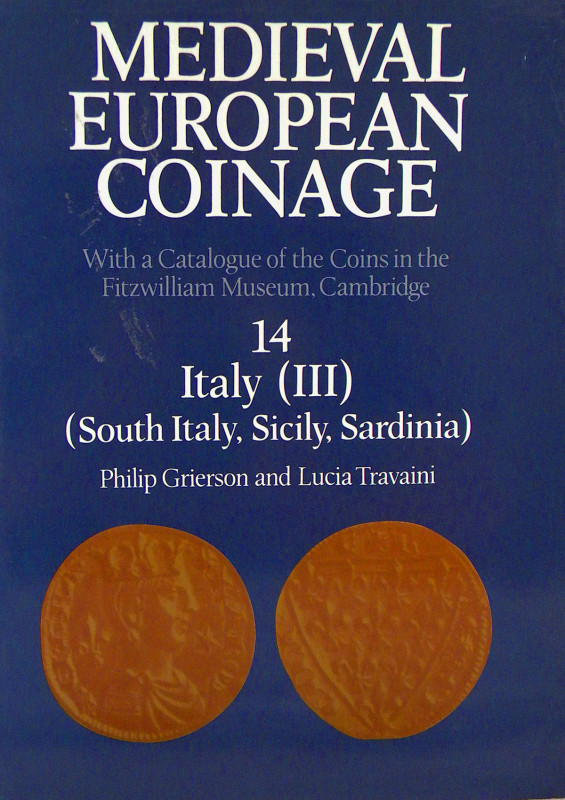 MEDIEVAL
EUROPEAN
COINAGE
With a Catalogue of the Coins in the
Fitzwilliam Museum, Cambridge
14
Italy (III)
(South Italy, Sicily, Sardinia)
Philip Grierson and Lucia Travaini